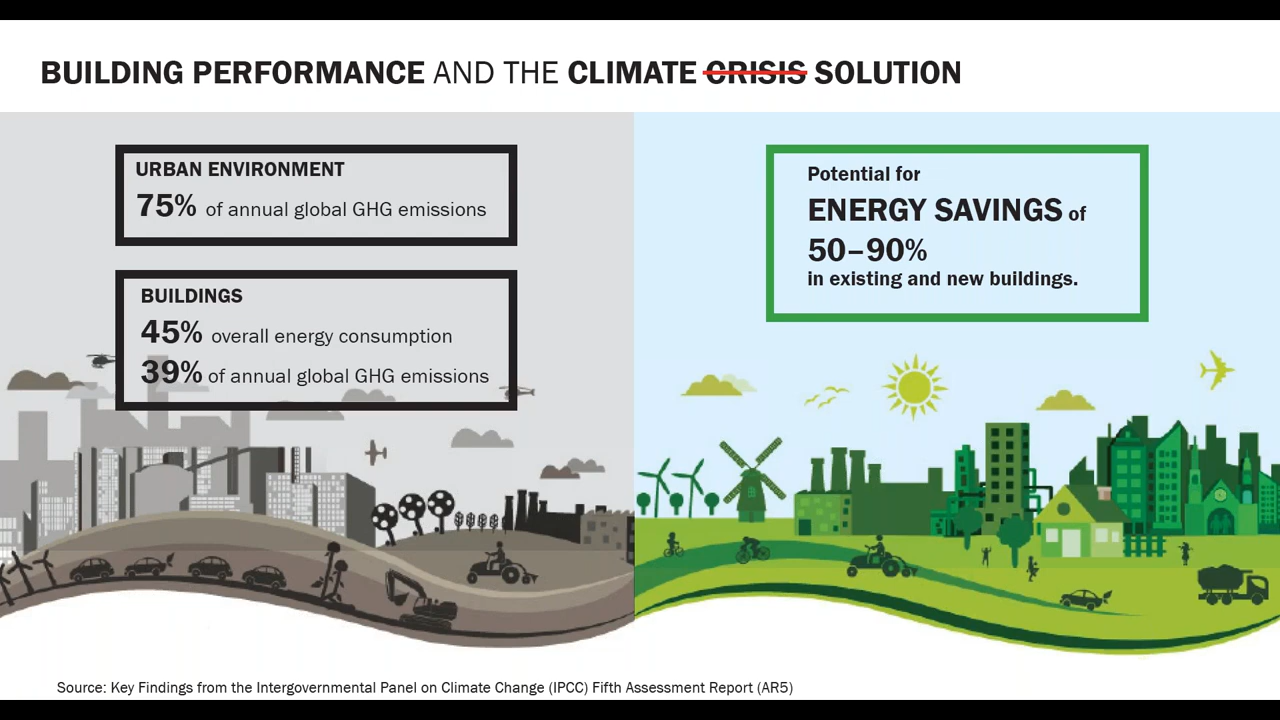 BUILDING PERFORMANCE AND THE CLIMATE CRISIS SOLUTION
URBAN ENVIRONMENT
75% of annual global GHG emissions
BUILDINGS
45% overall energy consumption
39% of annual global GHG emissions
Potential for
ENERGY SAVINGS of
50–90%
in existing and new buildings.
Source: Key Findings from the Intergovernmental Panel on Climate Change (IPCC) Fifth Assessment Report (AR5)